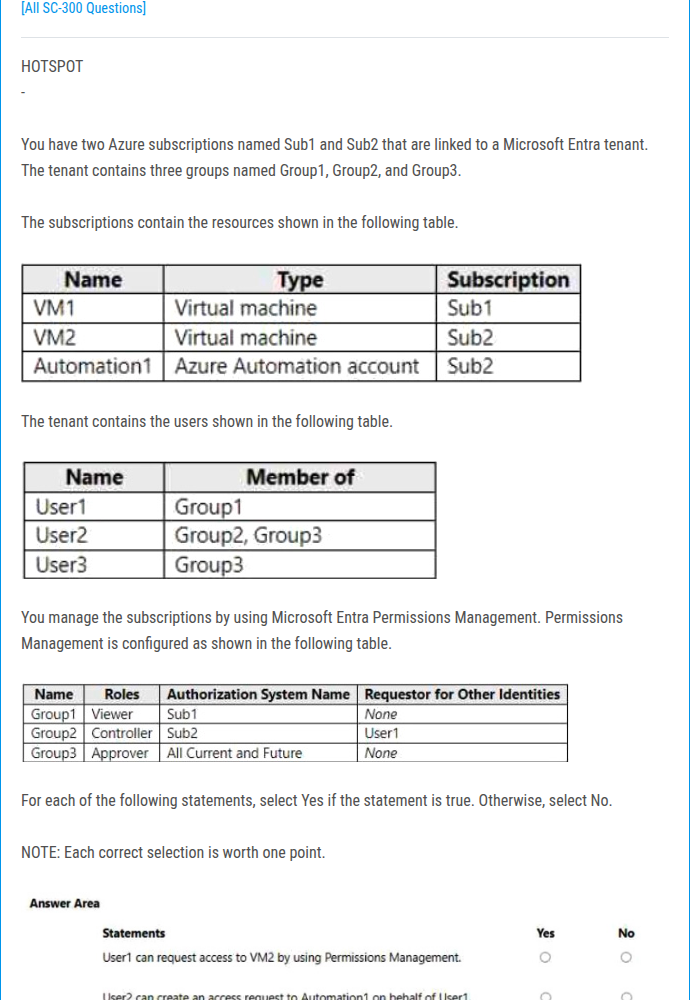 [All SC-300 Questions]
HOTSPOT
-
You have two Azure subscriptions named Sub1 and Sub2 that are linked to a Microsoft Entra tenant.
The tenant contains three groups named Group1, Group2, and Group3.
The subscriptions contain the resources shown in the following table.
Name Type Subscription
VM1 Virtual machine Sub1
VM2 Virtual machine Sub2
Automation1 Azure Automation account Sub2
The tenant contains the users shown in the following table.
Name Member of
User1 Group1
User2 Group2, Group3
User3 Group3
You manage the subscriptions by using Microsoft Entra Permissions Management. Permissions
Management is configured as shown in the following table.
Name Roles Authorization System Name Requestor for Other Identities
Group1 Viewer Sub1 None
Group2 Controller Sub2 User1
Group3 Approver All Current and Future None
For each of the following statements, select Yes if the statement is true. Otherwise, select No.
NOTE: Each correct selection is worth one point.
Answer Area
Statements Yes No
User1 can request access to VM2 by using Permissions Management.
User2 can create an access request to Automation1 on behalf of User1.